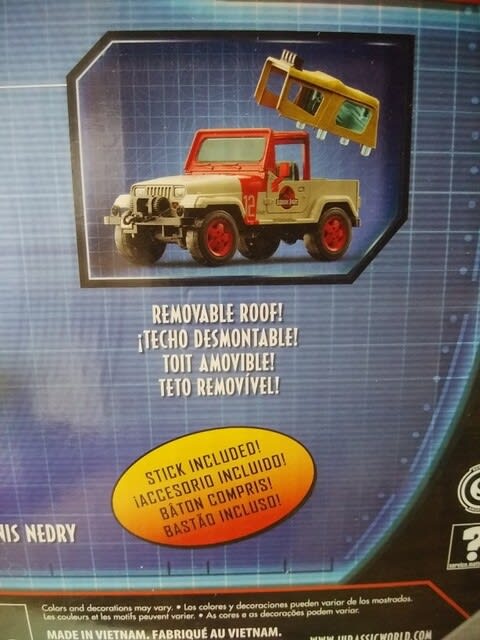 12
REMOVABLE ROOF!
¡TECHO DESMONTABLE!
TOIT AMOVIBLE!
TETO REMOVÍVEL!
STICK INCLUDED!
¡ACCESORIO INCLUIDO!
BÂTON COMPRIS!
BASTÃO INCLUSO!
NIS NEDRY
?
Colors and decorations may vary. • Los colores y decoraciones pueden variar de los mostrados.
Les couleurs et les motifs peuvent varier. • As cores e as decorações podem variar.
MADE IN VIETNAM. FABRIQUÉ AU VIETNAM.
WWW.JURASSICWORLD.COM